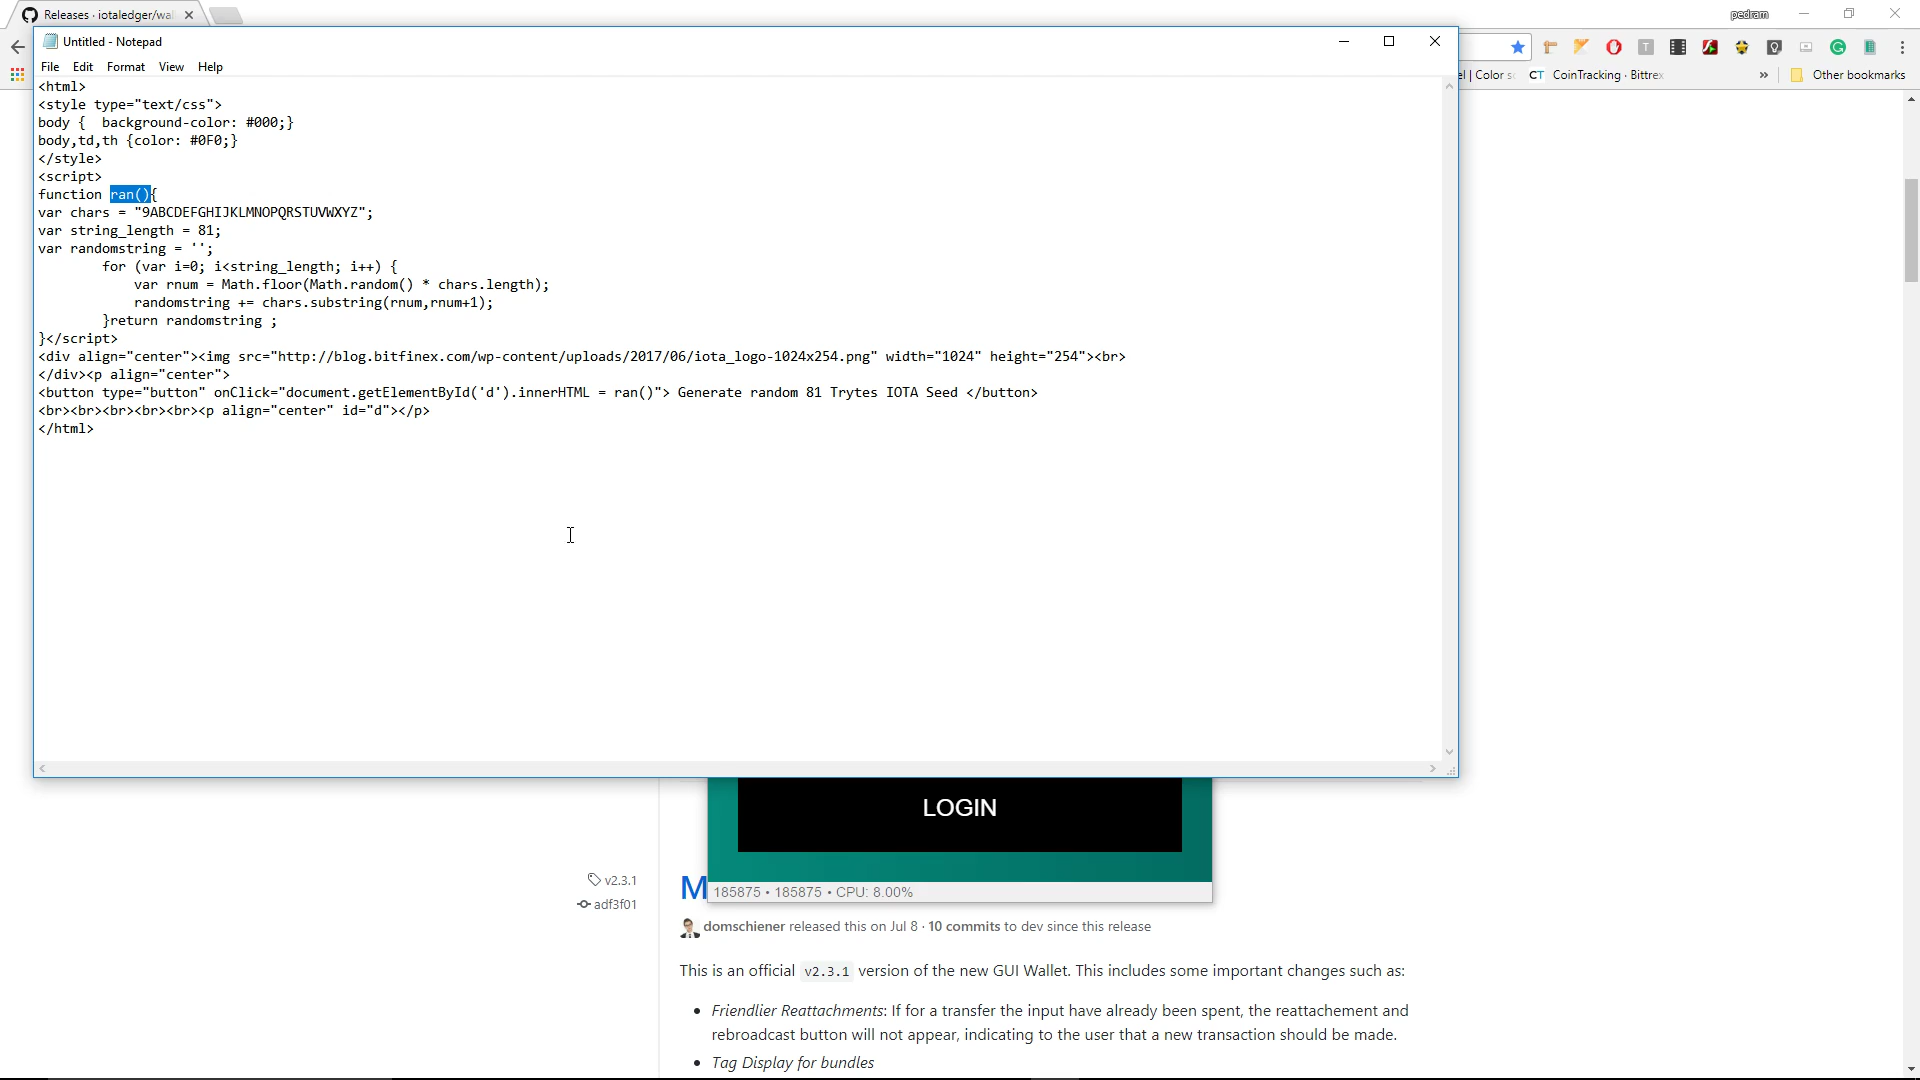 Releases · iotaledger/wal
pedram
Untitled - Notepad
File Edit Format View Help
el | Color s
CT CoinTracking · Bittrex
» Other bookmarks
<html>
<style type="text/css">
body {  background-color: #000;}
body,td,th {color: #0F0;}
</style>
<script>
function ran(){
var chars = "9ABCDEFGHIJKLMNOPQRSTUVWXYZ";
var string_length = 81;
var randomstring = '';
        for (var i=0; i<string_length; i++) {
            var rnum = Math.floor(Math.random() * chars.length);
            randomstring += chars.substring(rnum,rnum+1);
        }return randomstring ;
}</script>
<div align="center"><img src="http://blog.bitfinex.com/wp-content/uploads/2017/06/iota_logo-1024x254.png" width="1024" height="254"><br>
</div><p align="center">
<button type="button" onClick="document.getElementById('d').innerHTML = ran()"> Generate random 81 Trytes IOTA Seed </button>
<br><br><br><br><br><p align="center" id="d"></p>
</html>
LOGIN
v2.3.1
M
185875 • 185875 • CPU: 8.00%
adf3f01
domschiener released this on Jul 8 · 10 commits to dev since this release
This is an official v2.3.1 version of the new GUI Wallet. This includes some important changes such as:
• Friendlier Reattachments: If for a transfer the input have already been spent, the reattachement and
rebroadcast button will not appear, indicating to the user that a new transaction should be made.
• Tag Display for bundles